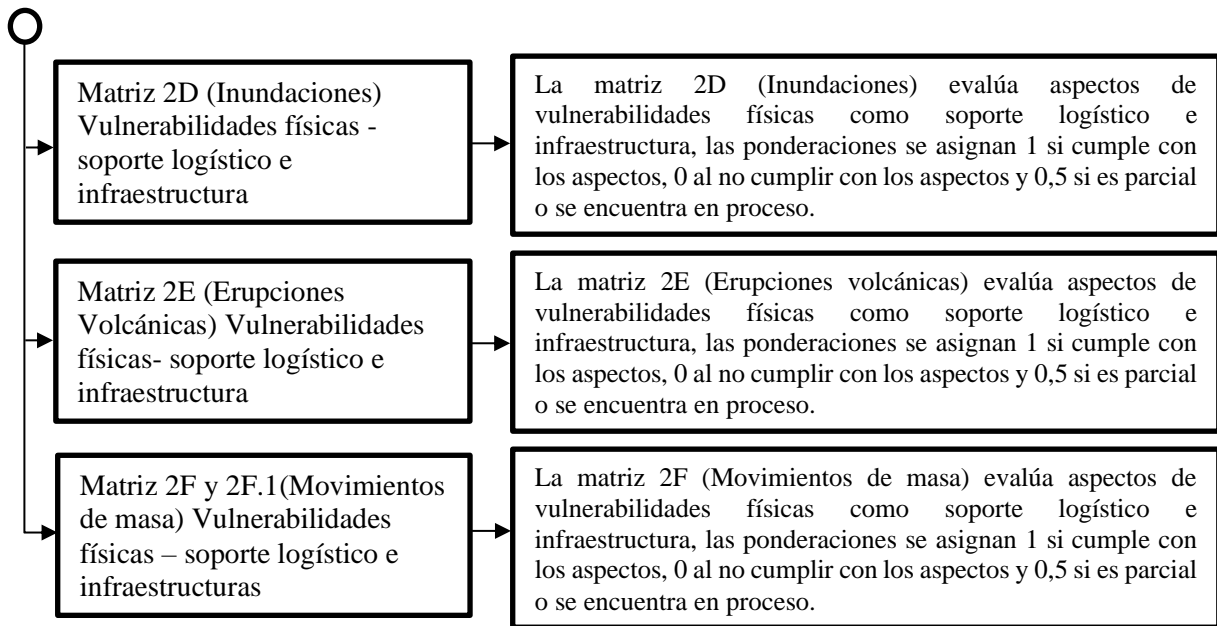 Matriz 2D (Inundaciones)
Vulnerabilidades físicas -
soporte logístico e
infraestructura
La matriz 2D (Inundaciones) evalúa aspectos de
vulnerabilidades físicas como soporte logístico e
infraestructura, las ponderaciones se asignan 1 si cumple con
los aspectos, 0 al no cumplir con los aspectos y 0,5 si es parcial
o se encuentra en proceso.
Matriz 2E (Erupciones
Volcánicas) Vulnerabilidades
físicas- soporte logístico e
infraestructura
La matriz 2E (Erupciones volcánicas) evalúa aspectos de
vulnerabilidades físicas como soporte logístico e
infraestructura, las ponderaciones se asignan 1 si cumple con
los aspectos, 0 al no cumplir con los aspectos y 0,5 si es parcial
o se encuentra en proceso.
Matriz 2F y 2F.1(Movimientos
de masa) Vulnerabilidades
físicas – soporte logístico e
infraestructuras
La matriz 2F (Movimientos de masa) evalúa aspectos de
vulnerabilidades físicas como soporte logístico e
infraestructura, las ponderaciones se asignan 1 si cumple con
los aspectos, 0 al no cumplir con los aspectos y 0,5 si es parcial
o se encuentra en proceso.